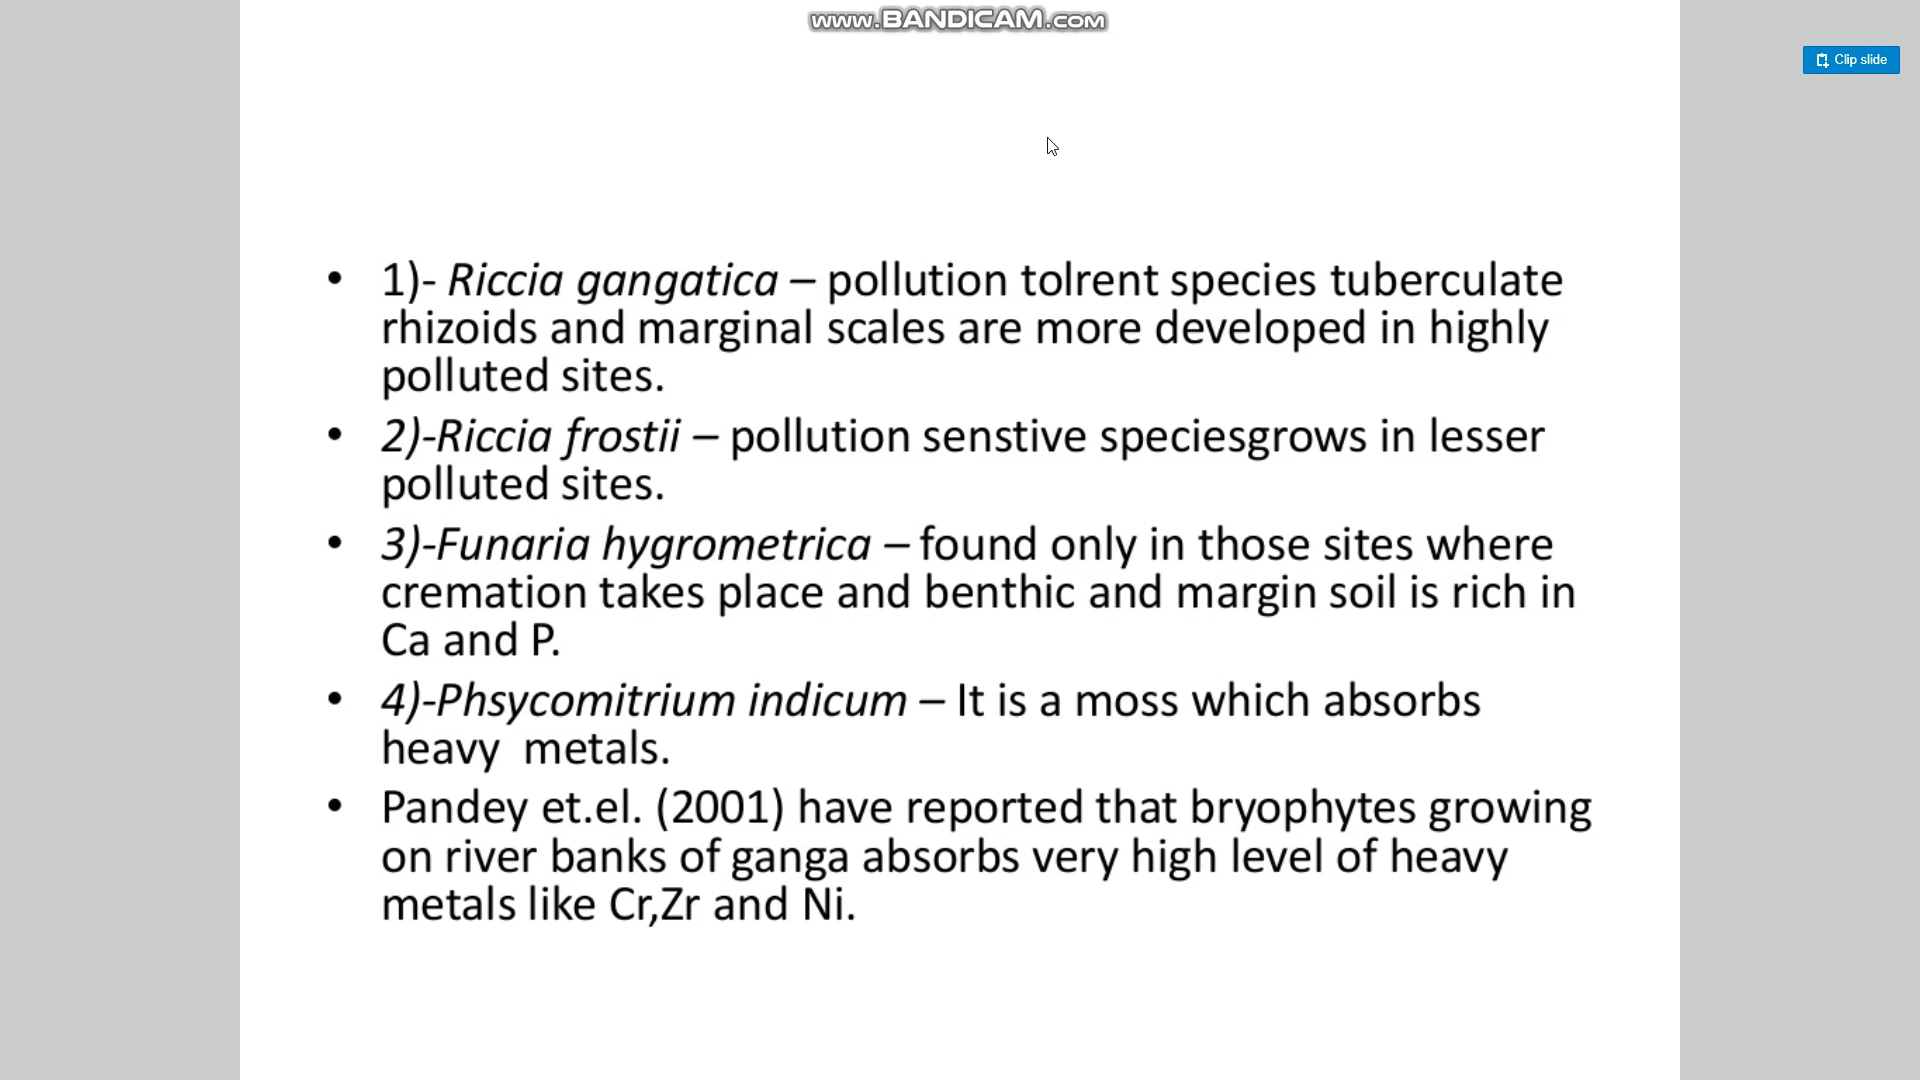 www.BANDICAM.com
Clip slide
• 1)- Riccia gangatica – pollution tolrent species tuberculate
rhizoids and marginal scales are more developed in highly
polluted sites.
• 2)-Riccia frostii – pollution senstive speciesgrows in lesser
polluted sites.
• 3)-Funaria hygrometrica – found only in those sites where
cremation takes place and benthic and margin soil is rich in
Ca and P.
• 4)-Phsycomitrium indicum – It is a moss which absorbs
heavy  metals.
• Pandey et.el. (2001) have reported that bryophytes growing
on river banks of ganga absorbs very high level of heavy
metals like Cr,Zr and Ni.